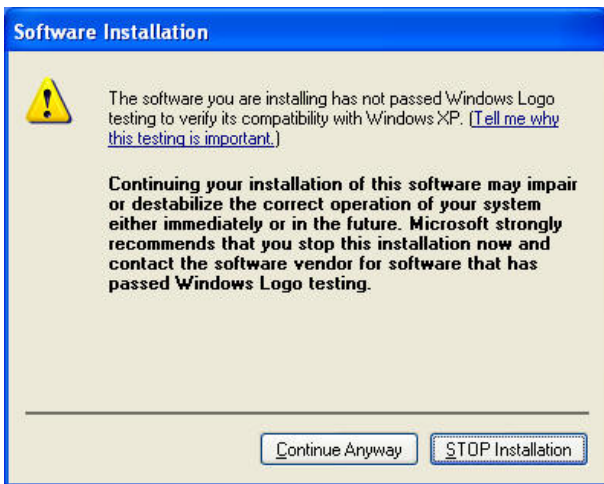 Software Installation
The software you are installing has not passed Windows Logo
testing to verify its compatibility with Windows XP. (Tell me why
this testing is important.)
Continuing your installation of this software may impair
or destabilize the correct operation of your system
either immediately or in the future. Microsoft strongly
recommends that you stop this installation now and
contact the software vendor for software that has
passed Windows Logo testing.
Continue Anyway
STOP Installation